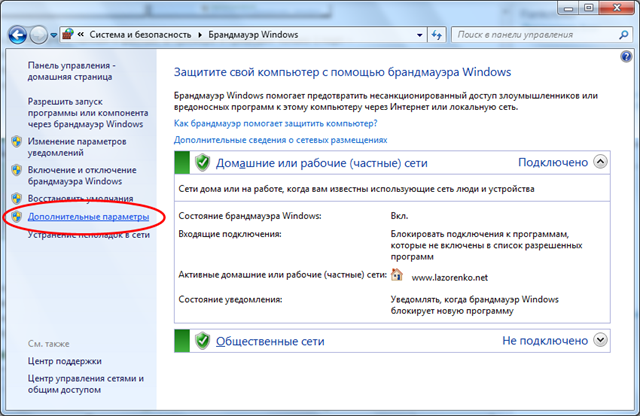 Система и безопасность ▸ Брандмауэр Windows
Поиск в панели управления
Панель управления -
домашняя страница
Разрешить запуск
программы или компонента
через брандмауэр Windows
Изменение параметров
уведомлений
Включение и отключение
брандмауэра Windows
Восстановить умолчания
Дополнительные параметры
Устранение неполадок в сети
См. также
Центр поддержки
Центр управления сетями и
общим доступом
Защитите свой компьютер с помощью брандмауэра Windows
Брандмауэр Windows помогает предотвратить несанкционированный доступ злоумышленников или
вредоносных программ к этому компьютеру через Интернет или локальную сеть.
Как брандмауэр помогает защитить компьютер?
Дополнительные сведения о сетевых размещениях
Домашние или рабочие (частные) сети Подключено
Сети дома или на работе, когда вам известны использующие сеть люди и устройства
Состояние брандмауэра Windows: Вкл.
Входящие подключения: Блокировать подключения к программам,
которые не включены в список разрешенных
программ
Активные домашние или рабочие (частные) сети: www.lazorenko.net
Состояние уведомления: Уведомлять, когда брандмауэр Windows
блокирует новую программу
Общественные сети Не подключено